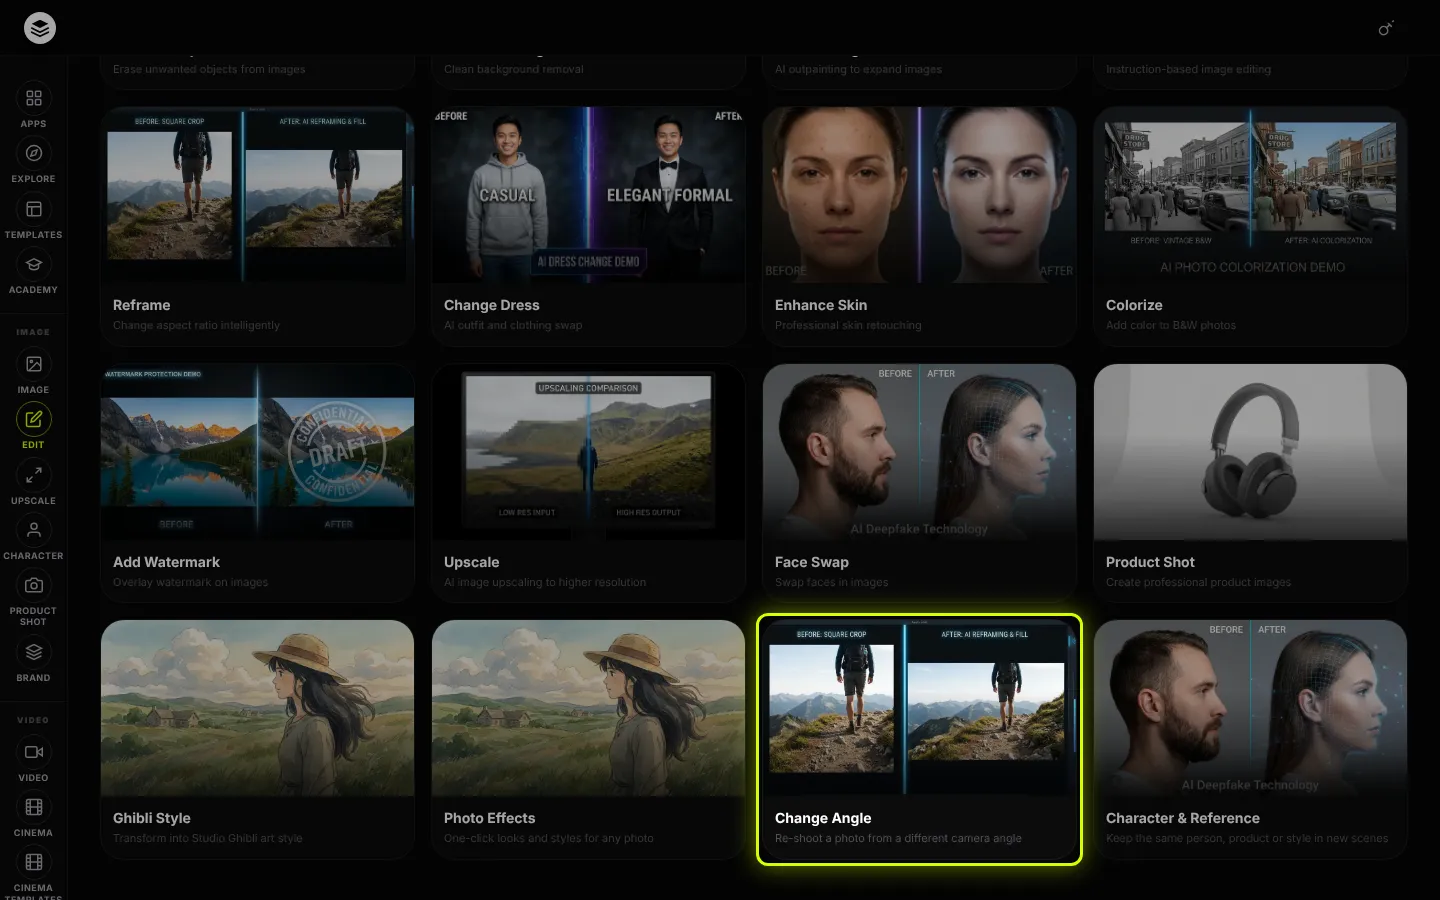 Erase unwanted objects from images
Clean background removal
AI outpainting to expand images
Instruction-based image editing
APPS
EXPLORE
TEMPLATES
ACADEMY
IMAGE
IMAGE
EDIT
UPSCALE
CHARACTER
PRODUCT
SHOT
BRAND
VIDEO
VIDEO
CINEMA
CINEMA
TEMPLATES
BEFORE: SQUARE CROP
AFTER: AI REFRAMING & FILL
Reframe
Change aspect ratio intelligently
BEFORE
AFTER
CASUAL
ELEGANT FORMAL
AI DRESS CHANGE DEMO
Change Dress
AI outfit and clothing swap
BEFORE
AFTER
Enhance Skin
Professional skin retouching
DRUG
STORE
DRUG
STORE
BEFORE: VINTAGE B&W
AFTER: AI COLORIZATION
AI PHOTO COLORIZATION DEMO
Colorize
Add color to B&W photos
WATERMARK PROTECTION DEMO
CONFIDENTIAL
DRAFT
CONFIDENTIAL
BEFORE
AFTER
Add Watermark
Overlay watermark on images
UPSCALING COMPARISON
LOW RES INPUT
HIGH RES OUTPUT
Upscale
AI image upscaling to higher resolution
BEFORE
AFTER
AI Deepfake Technology
Face Swap
Swap faces in images
Product Shot
Create professional product images
Ghibli Style
Transform into Studio Ghibli art style
Photo Effects
One-click looks and styles for any photo
BEFORE: SQUARE CROP
AFTER: AI REFRAMING & FILL
Change Angle
Re-shoot a photo from a different camera angle
BEFORE
AFTER
AI Deepfake Technology
Character & Reference
Keep the same person, product or style in new scenes